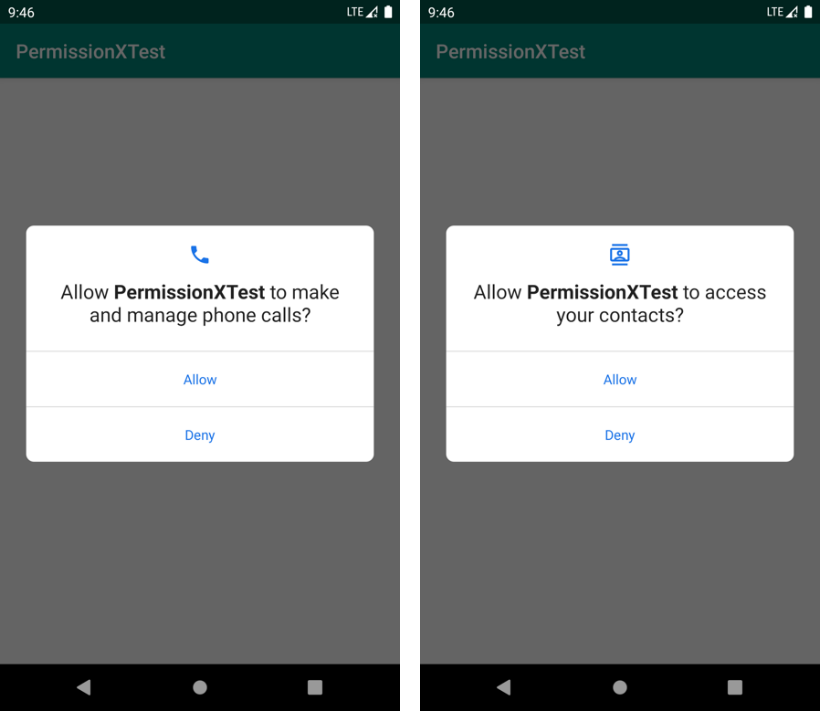 9:46
LTE
PermissionXTest
Allow PermissionXTest to make
and manage phone calls?
Allow
Deny
9:46
LTE
PermissionXTest
Allow PermissionXTest to access
your contacts?
Allow
Deny